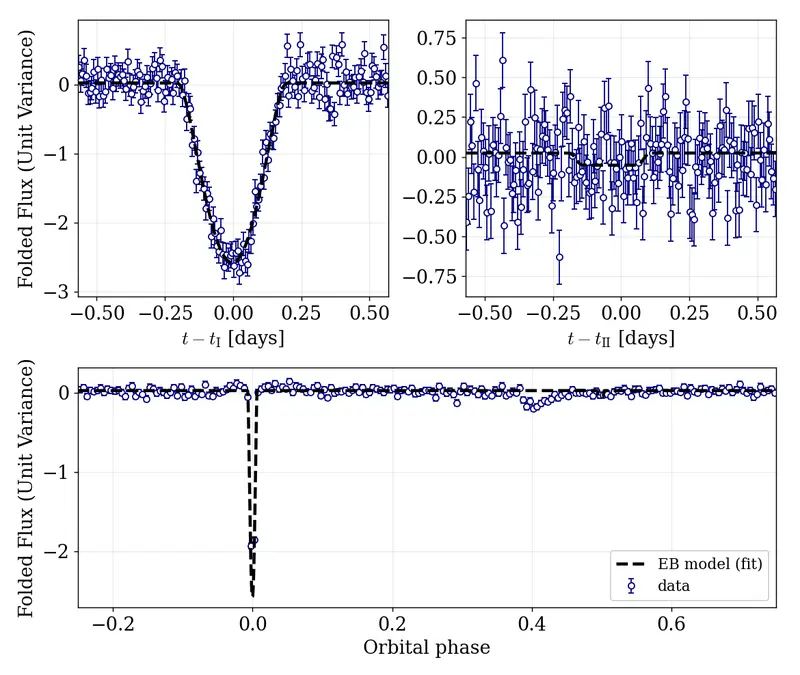 Folded Flux (Unit Variance)
0
−1
−2
−3
−0.50 −0.25 0.00 0.25 0.50
t − t_I [days]
0.75
0.50
0.25
0.00
−0.25
−0.50
−0.75
−0.50 −0.25 0.00 0.25 0.50
t − t_II [days]
Folded Flux (Unit Variance)
0
−1
−2
EB model (fit)
data
−0.2 0.0 0.2 0.4 0.6
Orbital phase